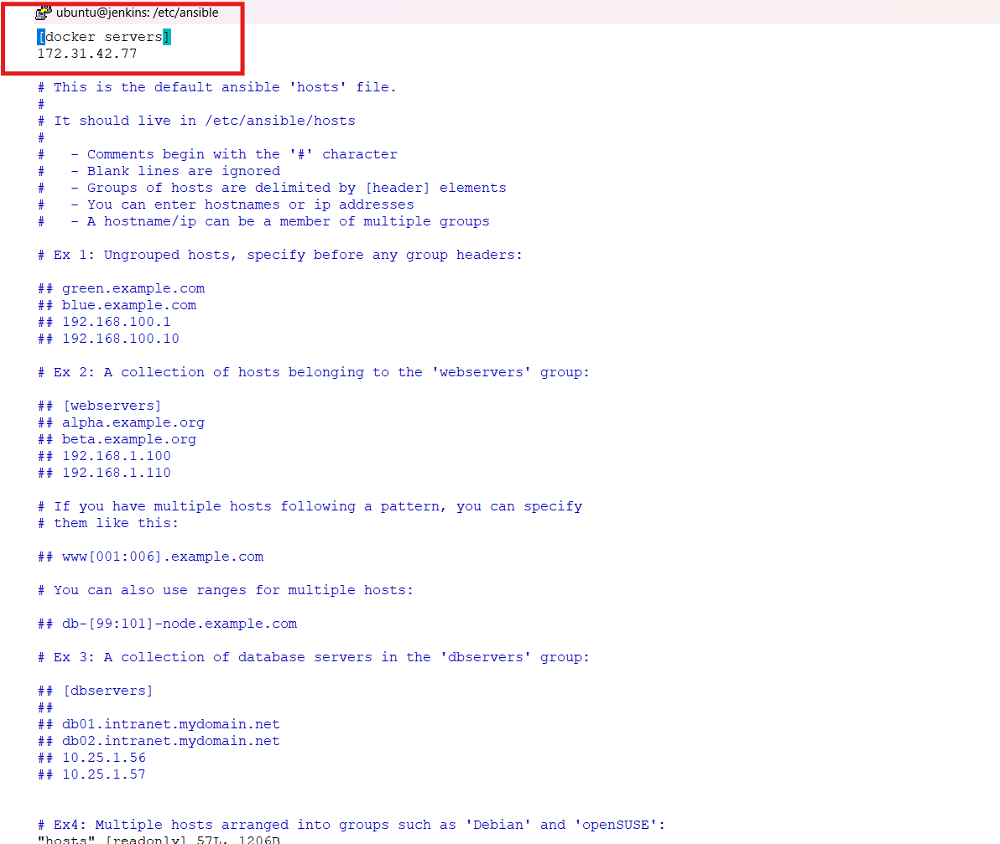 ubuntu@jenkins: /etc/ansible
[docker servers]
172.31.42.77
# This is the default ansible 'hosts' file.
#
# It should live in /etc/ansible/hosts
#
#   - Comments begin with the '#' character
#   - Blank lines are ignored
#   - Groups of hosts are delimited by [header] elements
#   - You can enter hostnames or ip addresses
#   - A hostname/ip can be a member of multiple groups
# Ex 1: Ungrouped hosts, specify before any group headers:
## green.example.com
## blue.example.com
## 192.168.100.1
## 192.168.100.10
# Ex 2: A collection of hosts belonging to the 'webservers' group:
## [webservers]
## alpha.example.org
## beta.example.org
## 192.168.1.100
## 192.168.1.110
# If you have multiple hosts following a pattern, you can specify
# them like this:
## www[001:006].example.com
# You can also use ranges for multiple hosts:
## db-[99:101]-node.example.com
# Ex 3: A collection of database servers in the 'dbservers' group:
## [dbservers]
##
## db01.intranet.mydomain.net
## db02.intranet.mydomain.net
## 10.25.1.56
## 10.25.1.57
# Ex4: Multiple hosts arranged into groups such as 'Debian' and 'openSUSE':
"hosts" [readonly] 57L, 1206B